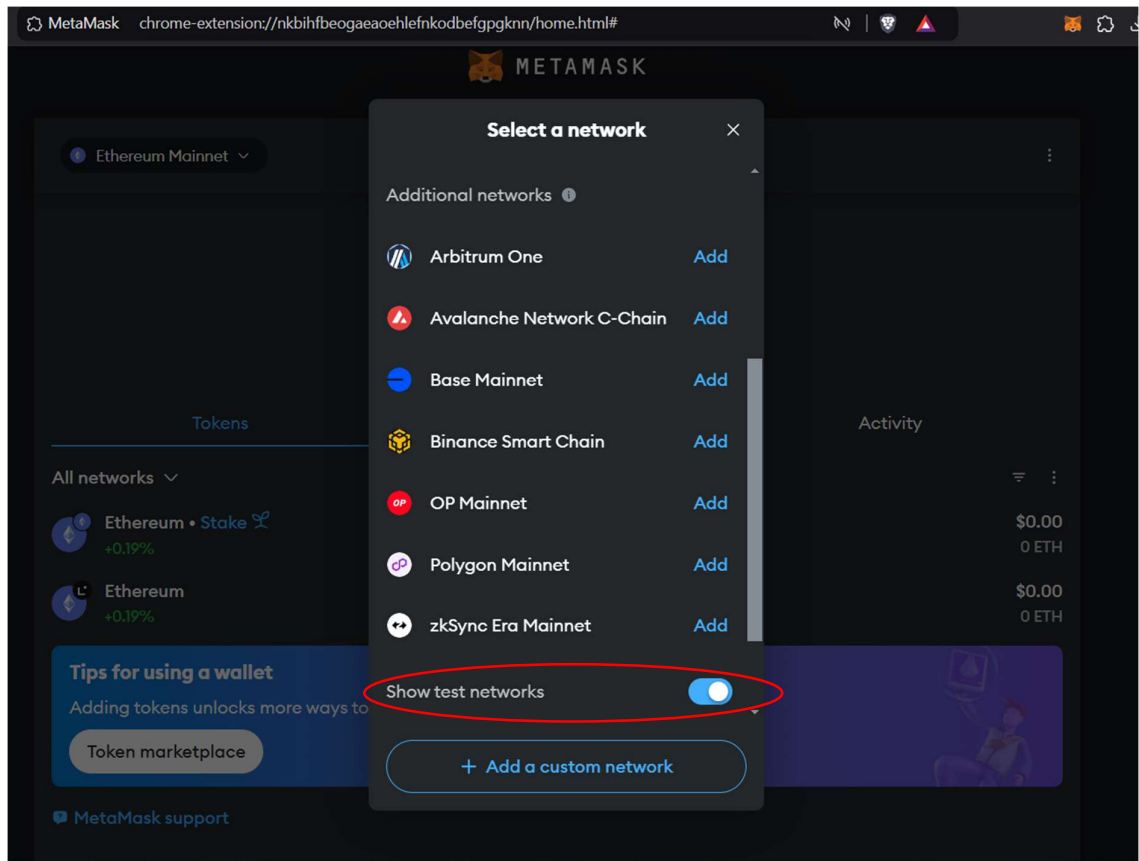 MetaMask chrome-extension://nkbihfbeogaeaoehlefnkodbefgpgknn/home.html#
METAMASK
Select a network
Ethereum Mainnet
Additional networks
Arbitrum One Add
Avalanche Network C-Chain Add
Base Mainnet Add
Tokens
Activity
Binance Smart Chain Add
All networks
OP Mainnet Add
Ethereum • Stake
$0.00
+0.19%
0 ETH
Polygon Mainnet Add
Ethereum
$0.00
+0.19%
0 ETH
zkSync Era Mainnet Add
Tips for using a wallet
Adding tokens unlocks more ways to
Token marketplace
Show test networks
+ Add a custom network
MetaMask support